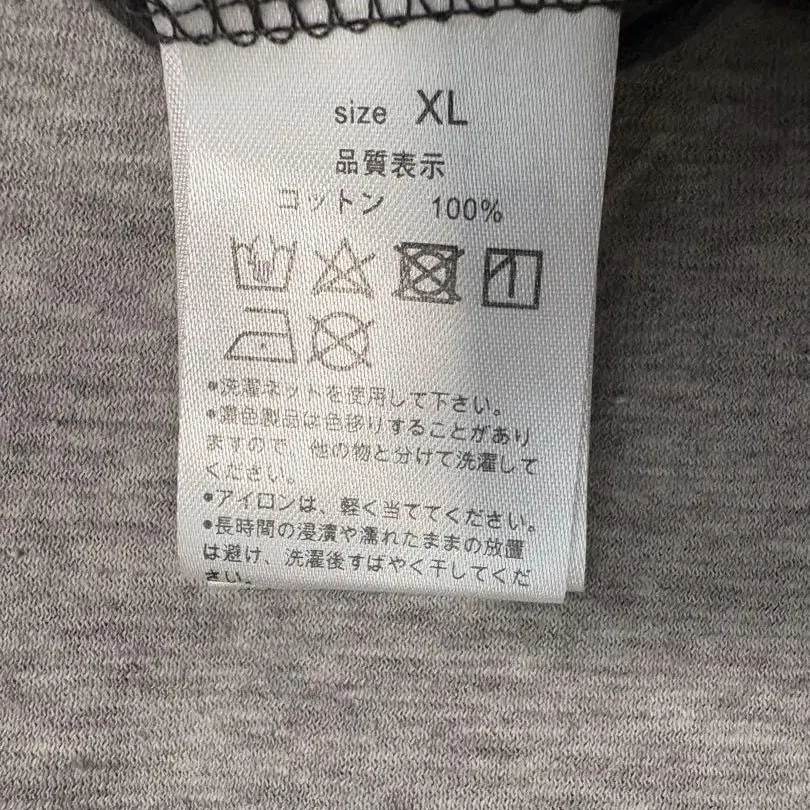 size XL
品質表示
コットン 100%
•洗濯ネットを使用して下さい。
•濃色製品は色移りすることがあり
ますので、他の物と分けて洗濯して
ください。
•アイロンは、軽く当ててください。
•長時間の浸漬や濡れたままの放置
は避け、洗濯後すばやく干してくだ
さい。